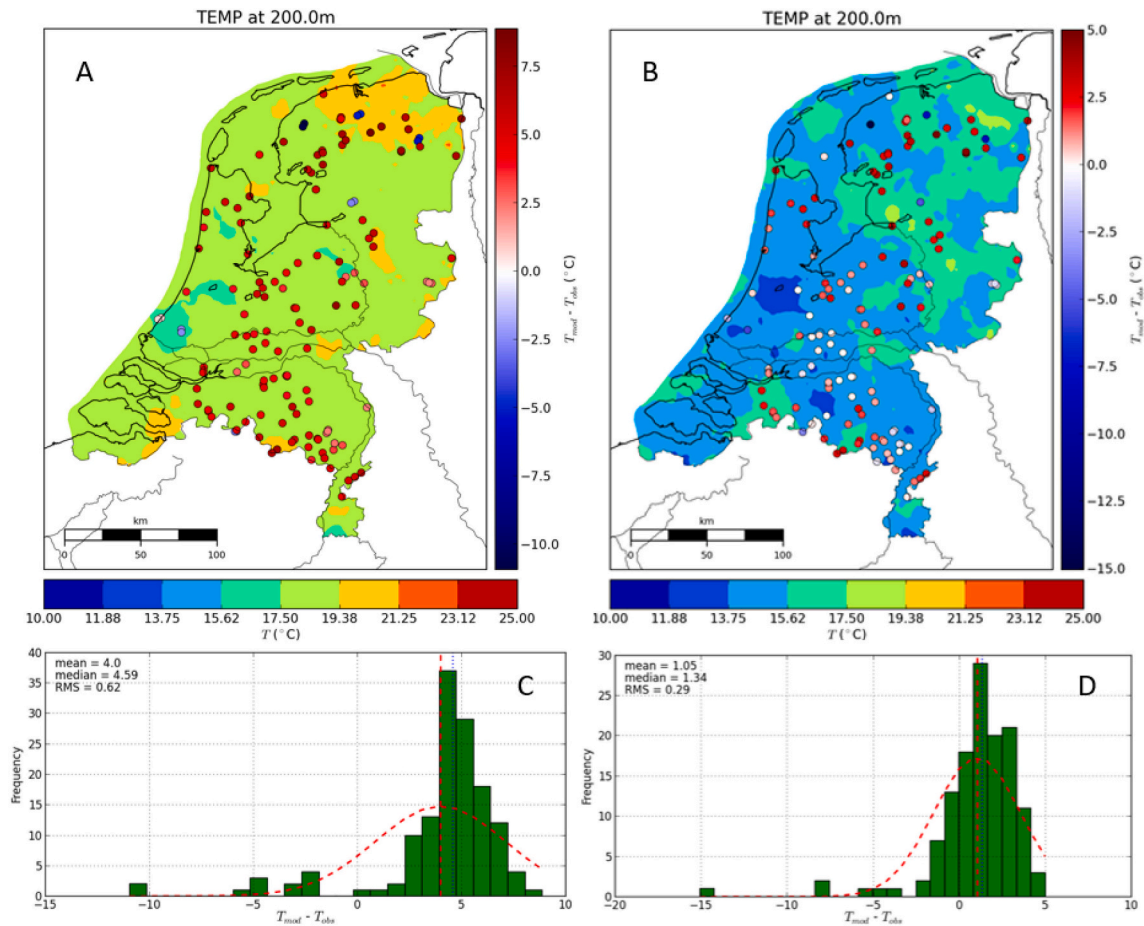 TEMP at 200.0m
A
7.5
5.0
2.5
0.0
−2.5
−5.0
−7.5
−10.0
T_mod - T_obs (°C)
km
0 50 100
10.00 11.88 13.75 15.62 17.50 19.38 21.25 23.12 25.00
T (°C)
TEMP at 200.0m
B
5.0
2.5
0.0
−2.5
−5.0
−7.5
−10.0
−12.5
−15.0
T_mod - T_obs (°C)
km
0 50 100
10.00 11.88 13.75 15.62 17.50 19.38 21.25 23.12 25.00
T (°C)
mean = 4.0
median = 4.59
RMS = 0.62
C
40
35
30
25
20
15
10
5
0
Frequency
−15 −10 −5 0 5 10
T_mod - T_obs
mean = 1.05
median = 1.34
RMS = 0.29
D
30
25
20
15
10
5
0
Frequency
−20 −15 −10 −5 0 5 10
T_mod - T_obs